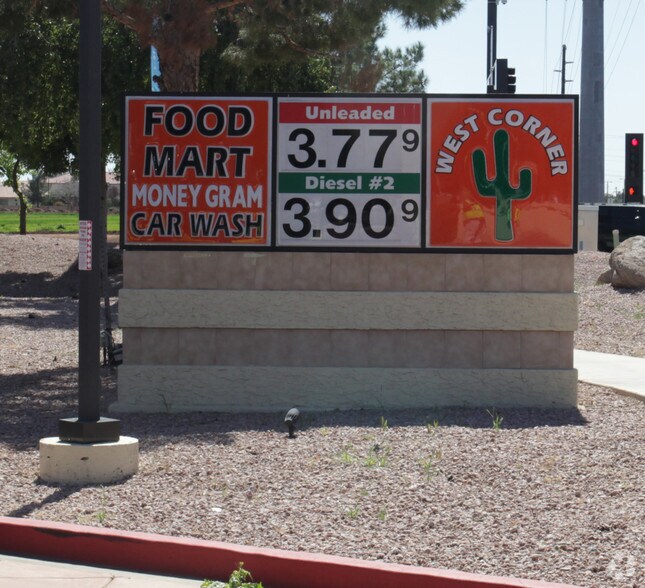 FOOD
MART
MONEY GRAM
CAR WASH
Unleaded
3.77 9
Diesel #2
3.90 9
WEST CORNER